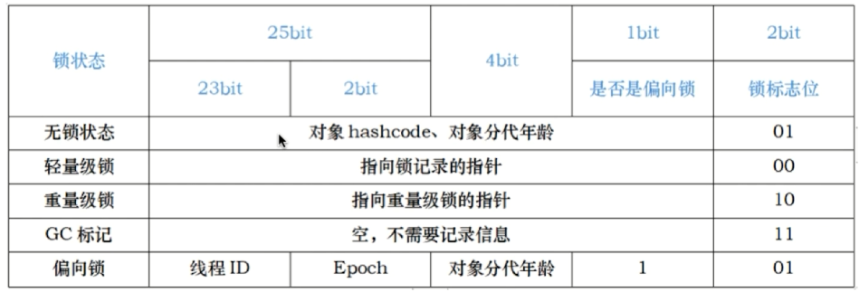 锁状态 25bit 4bit 1bit 2bit
23bit 2bit 是否是偏向锁 锁标志位
无锁状态 对象 hashcode、对象分代年龄 01
轻量级锁 指向锁记录的指针 00
重量级锁 指向重量级锁的指针 10
GC 标记 空，不需要记录信息 11
偏向锁 线程 ID Epoch 对象分代年龄 1 01